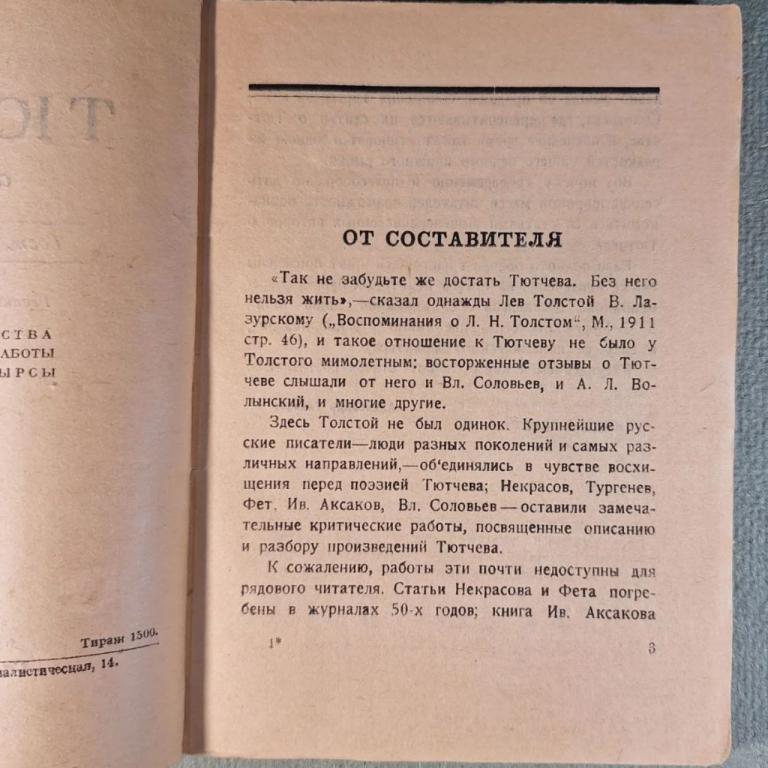 ТЮ
СТВА
АБОТЫ
ЫРСЫ
Тираж 1500.
алистическая, 14.
ОТ СОСТАВИТЕЛЯ
«Так не забудьте же достать Тютчева. Без него
нельзя жить»,—сказал однажды Лев Толстой В. Ла-
зурскому („Воспоминания о Л. Н. Толстом“, М., 1911
стр. 46), и такое отношение к Тютчеву не было у
Толстого мимолетным: восторженные отзывы о Тют-
чеве слышали от него и Вл. Соловьев, и А. Л. Во-
лынский, и многие другие.
Здесь Толстой не был одинок. Крупнейшие рус-
ские писатели—люди разных поколений и самых раз-
личных направлений,—об'единялись в чувстве восхи-
щения перед поэзией Тютчева; Некрасов, Тургенев,
Фет. Ив. Аксаков, Вл. Соловьев—оставили замеча-
тельные критические работы, посвященные описанию
и разбору произведений Тютчева.
К сожалению, работы эти почти недоступны для
рядового читателя. Статьи Некрасова и Фета погре-
бены в журналах 50-х годов; книга Ив. Аксакова
1*
3